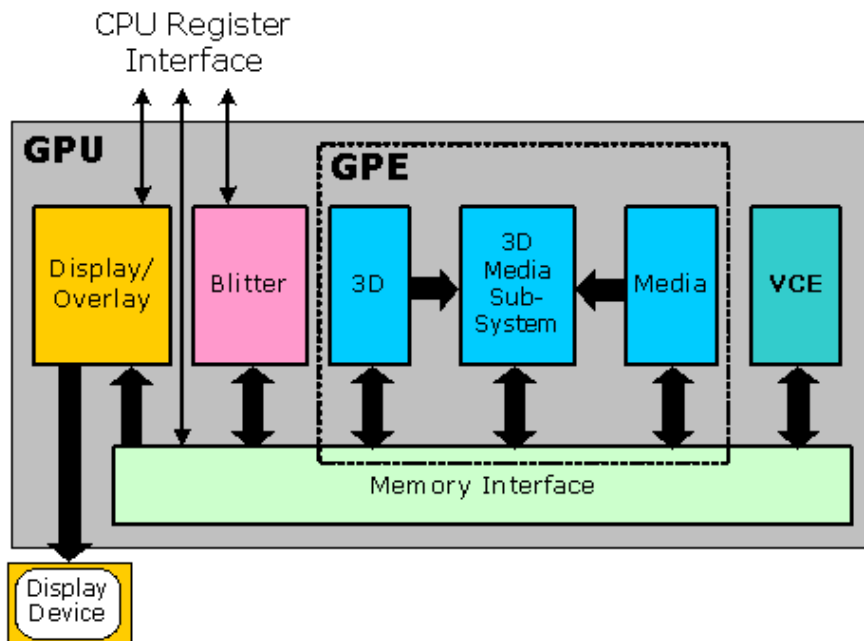 CPU Register
Interface
GPU
GPE
Display/
Overlay
Blitter
3D
3D
Media
Sub-
System
Media
VCE
Memory Interface
Display
Device